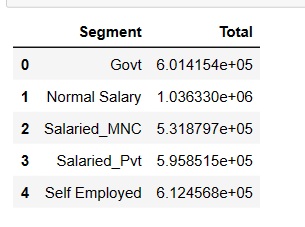 Segment Total
0 Govt 6.014154e+05
1 Normal Salary 1.036330e+06
2 Salaried_MNC 5.318797e+05
3 Salaried_Pvt 5.958515e+05
4 Self Employed 6.124568e+05